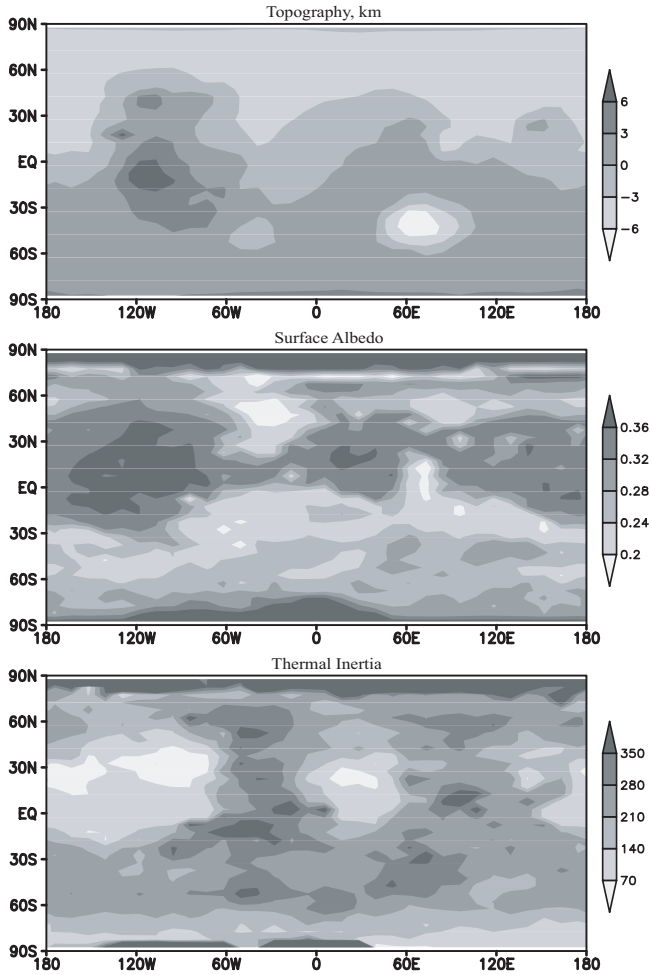 Topography, km
90N
60N
30N
EQ
30S
60S
90S
180 120W 60W 0 60E 120E 180
6
3
0
−3
−6
Surface Albedo
90N
60N
30N
EQ
30S
60S
90S
180 120W 60W 0 60E 120E 180
0.36
0.32
0.28
0.24
0.2
Thermal Inertia
90N
60N
30N
EQ
30S
60S
90S
180 120W 60W 0 60E 120E 180
350
280
210
140
70